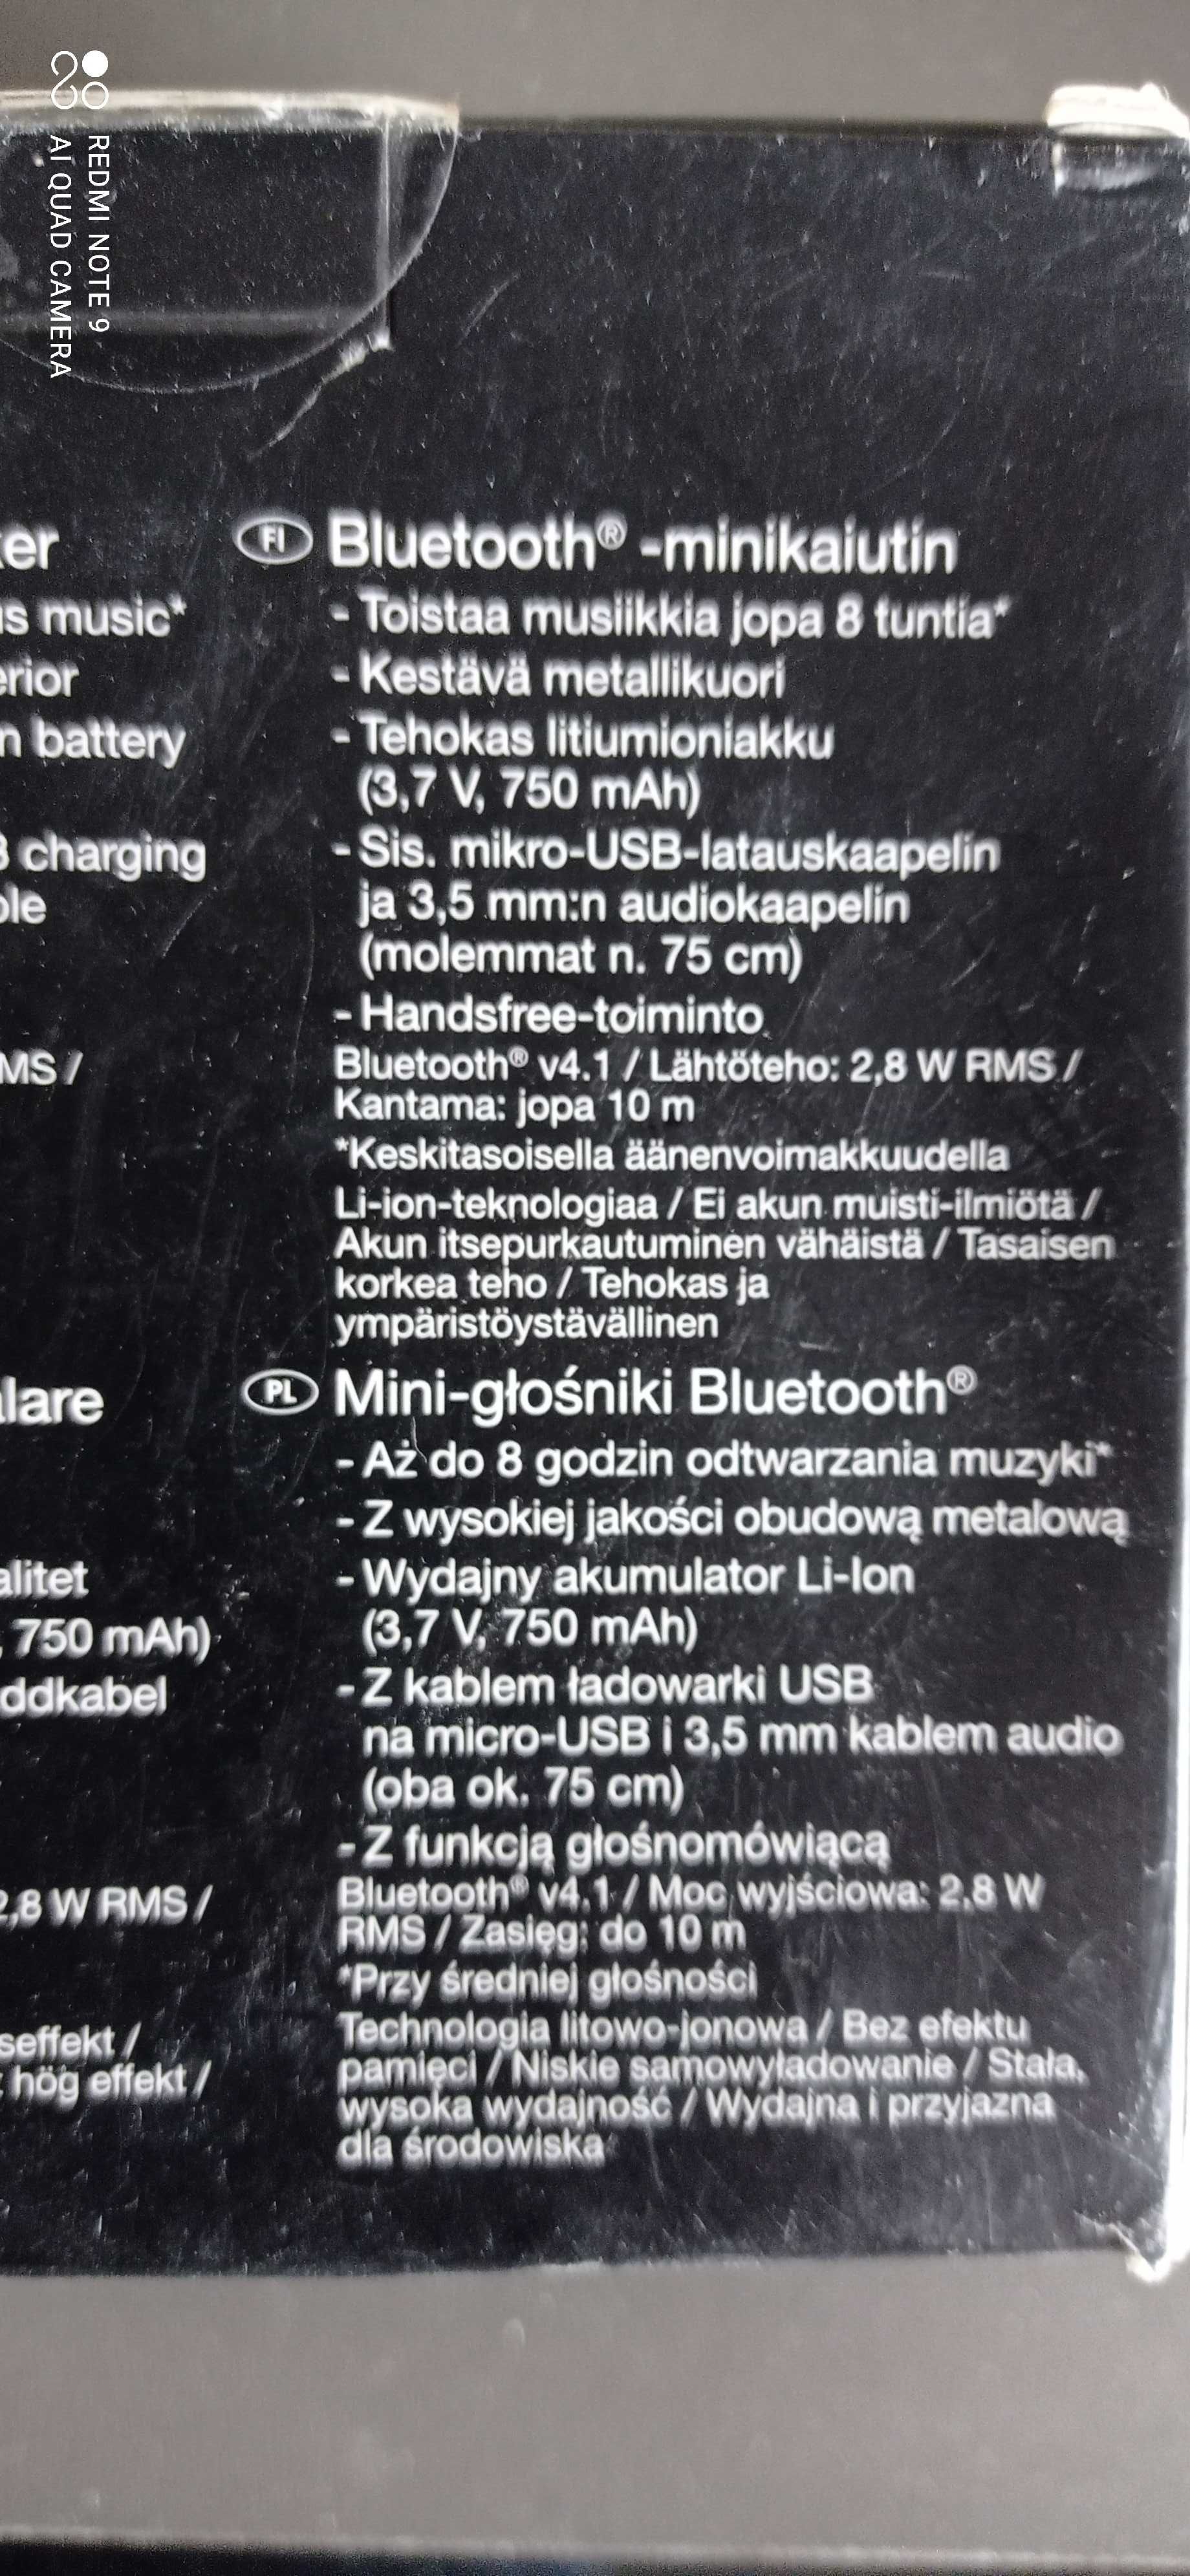 REDMI NOTE 9
AI QUAD CAMERA
er
us music*
erior
n battery
charging
ble
MS /
FI Bluetooth® -minikaiutin
- Toistaa musiikkia jopa 8 tuntia*
- Kestävä metallikuori
- Tehokas litiumioniakku
(3,7 V, 750 mAh)
- Sis. mikro-USB-latauskaapelin
ja 3,5 mm:n audiokaapelin
(molemmat n. 75 cm)
- Handsfree-toiminto
Bluetooth® v4.1 / Lähtöteho: 2,8 W RMS /
Kantama: jopa 10 m
*Keskitasoisella äänenvoimakkuudella
Li-ion-teknologiaa / Ei akun muisti-ilmiötä /
Akun itsepurkautuminen vähäistä / Tasaisen
korkea teho / Tehokas ja
ympäristöystävällinen
lare
alitet
, 750 mAh)
ddkabel
2,8 W RMS /
seffekt /
hög effekt /
PL Mini-głośniki Bluetooth®
- Aż do 8 godzin odtwarzania muzyki*
- Z wysokiej jakości obudową metalową
- Wydajny akumulator Li-Ion
(3,7 V, 750 mAh)
- Z kablem ładowarki USB
na micro-USB i 3,5 mm kablem audio
(oba ok. 75 cm)
- Z funkcją głośnomówiącą
Bluetooth® v4.1 / Moc wyjściowa: 2,8 W
RMS / Zasięg: do 10 m
*Przy średniej głośności
Technologia litowo-jonowa / Bez efektu
pamięci / Niskie samowyładowanie / Stała,
wysoka wydajność / Wydajna i przyjazna
dla środowiska